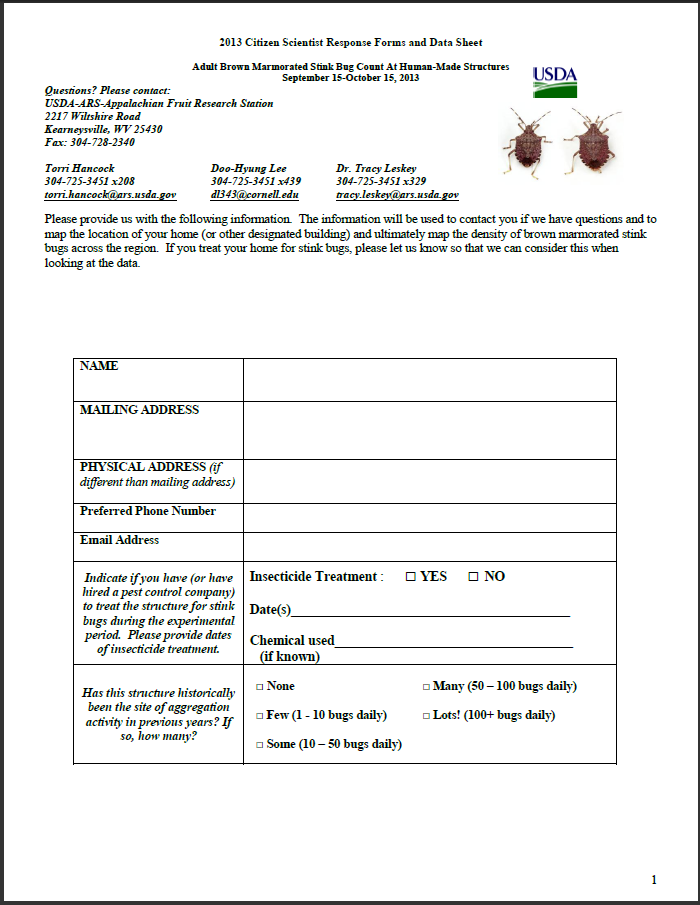 2013 Citizen Scientist Response Forms and Data Sheet
Adult Brown Marmorated Stink Bug Count At Human-Made Structures
September 15-October 15, 2013
USDA
Questions? Please contact:
USDA-ARS-Appalachian Fruit Research Station
2217 Wiltshire Road
Kearneysville, WV 25430
Fax: 304-728-2340
Torri Hancock Doo-Hyung Lee Dr. Tracy Leskey
304-725-3451 x208 304-725-3451 x439 304-725-3451 x329
torri.hancock@ars.usda.gov dl343@cornell.edu tracy.leskey@ars.usda.gov
Please provide us with the following information. The information will be used to contact you if we have questions and to
map the location of your home (or other designated building) and ultimately map the density of brown marmorated stink
bugs across the region. If you treat your home for stink bugs, please let us know so that we can consider this when
looking at the data.
NAME
MAILING ADDRESS
PHYSICAL ADDRESS (if
different than mailing address)
Preferred Phone Number
Email Address
Indicate if you have (or have
hired a pest control company)
to treat the structure for stink
bugs during the experimental
period. Please provide dates
of insecticide treatment.
Insecticide Treatment : □ YES □ NO
Date(s)________________________________________
Chemical used__________________________________
(if known)
Has this structure historically
been the site of aggregation
activity in previous years? If
so, how many?
□ None □ Many (50 – 100 bugs daily)
□ Few (1 - 10 bugs daily) □ Lots! (100+ bugs daily)
□ Some (10 – 50 bugs daily)
1